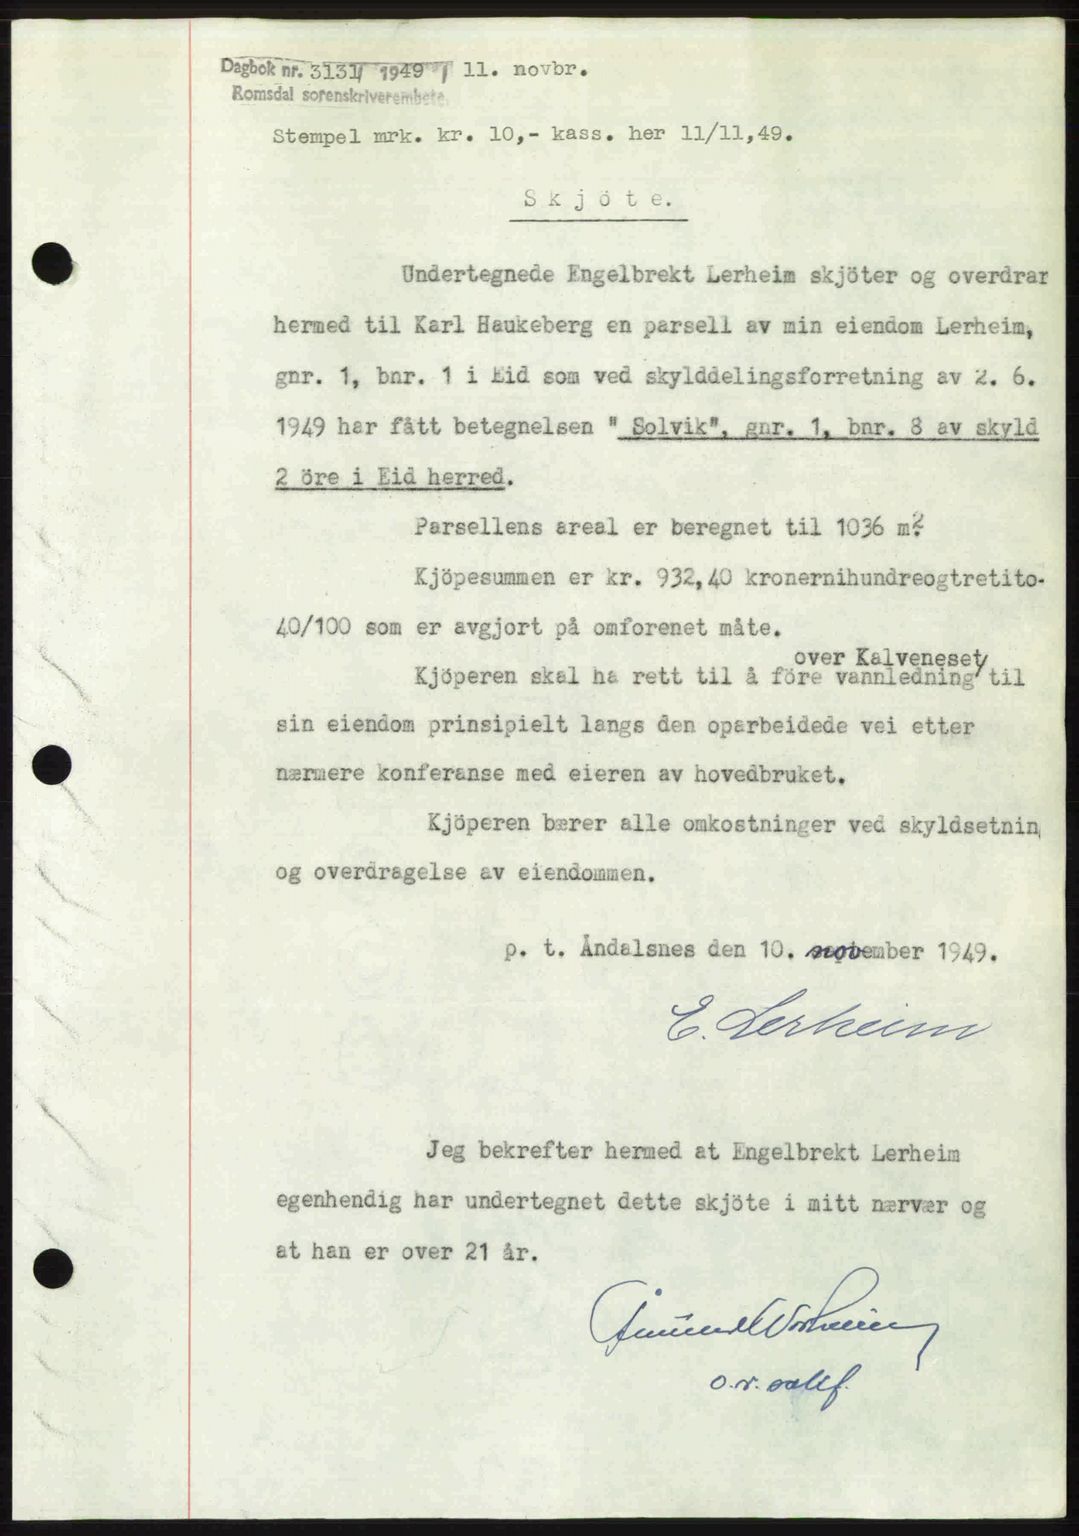 Dagbok nr. 3131/ 1949 / 11. novbr.
Romsdal sorenskriverembete.
Stempel mrk. kr. 10,- kass. her 11/11,49.
S k j ö t e.
Undertegnede Engelbrekt Lerheim skjöter og overdrar
hermed til Karl Haukeberg en parsell av min eiendom Lerheim,
gnr. 1, bnr. 1 i Eid som ved skylddelingsforretning av 2. 6.
1949 har fått betegnelsen " Solvik", gnr. 1, bnr. 8 av skyld
2 öre i Eid herred.
Parsellens areal er beregnet til 1036 m2.
Kjöpesummen er kr. 932,40 kronernihundreogtretito-
40/100 som er avgjort på omforenet måte.
over Kalveneset/
Kjöperen skal ha rett til å före vannledning/ til
sin eiendom prinsipielt langs den oparbeidede vei etter
nærmere konferanse med eieren av hovedbruket.
Kjöperen bærer alle omkostninger ved skyldsetnin
og overdragelse av eiendommen.
p. t. Åndalsnes den 10. november 1949.
E. Lerheim
Jeg bekrefter hermed at Engelbrekt Lerheim
egenhendig har undertegnet dette skjöte i mitt nærvær og
at han er over 21 år.
o.r. sakf.